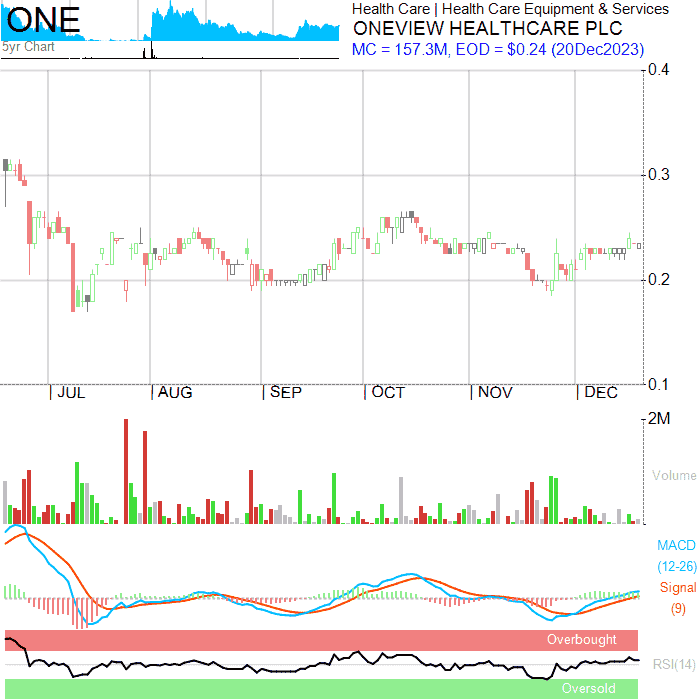 ONE
5yr Chart
Health Care | Health Care Equipment & Services
ONEVIEW HEALTHCARE PLC
MC = 157.3M, EOD = $0.24 (20Dec2023)
0.4
0.3
0.2
0.1
JUL AUG SEP OCT NOV DEC
2M
Volume
MACD
(12-26)
Signal
(9)
Overbought
RSI(14)
Oversold